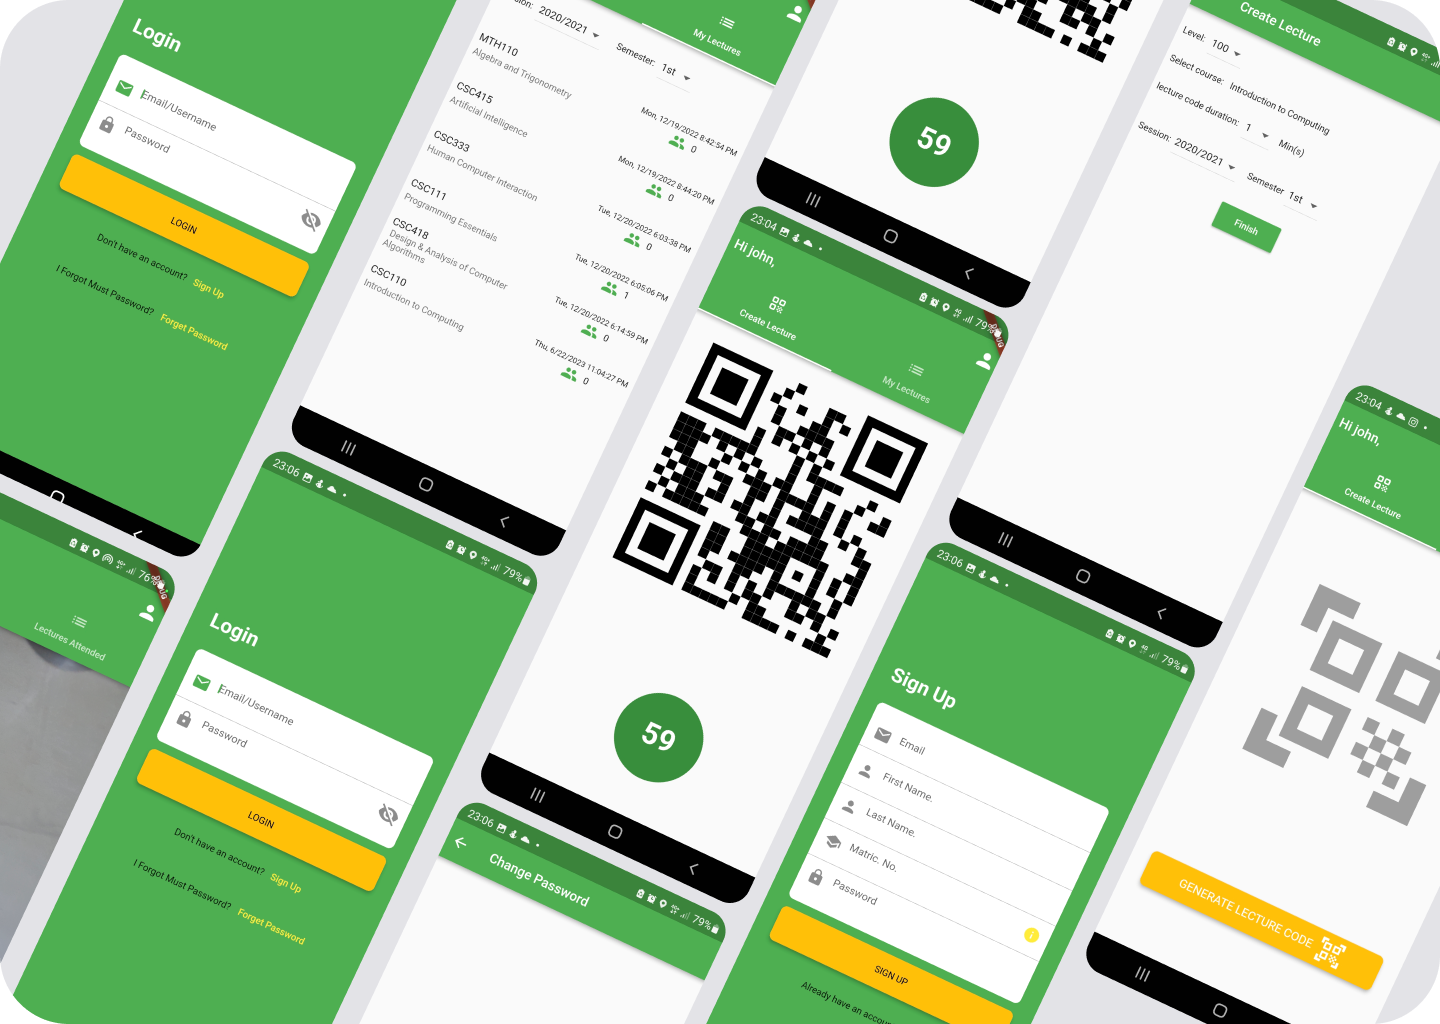 Login
Email/Username
Password
LOGIN
Don't have an account? Sign Up
I Forgot Must Password? Forget Password
76%
Lectures Attended
2020/2021
Semester: 1st
My Lectures
MTH110
Algebra and Trigonometry
Mon, 12/19/2022 8:42:54 PM
0
CSC415
Artificial Intelligence
Mon, 12/19/2022 8:44:20 PM
0
CSC333
Human Computer Interaction
Tue, 12/20/2022 6:03:38 PM
0
CSC111
Programming Essentials
Tue, 12/20/2022 6:05:06 PM
1
CSC418
Design & Analysis of Computer
Algorithms
Tue, 12/20/2022 6:14:59 PM
0
CSC110
Introduction to Computing
Thu, 6/22/2023 11:04:27 PM
0
23:06
79%
Login
Email/Username
Password
LOGIN
Don't have an account? Sign Up
I Forgot Must Password? Forget Password
59
23:04
79%
Hi john,
Create Lecture
My Lectures
59
23:06
79%
Change Password
Create Lecture
Level: 100
Select course: Introduction to Computing
lecture code duration: 1 Min(s)
Session: 2020/2021 Semester 1st
Finish
23:06
79%
Sign Up
Email
First Name.
Last Name.
Matric. No.
Password
SIGN UP
Already have an
23:04
Hi john,
Create Lecture
GENERATE LECTURE CODE